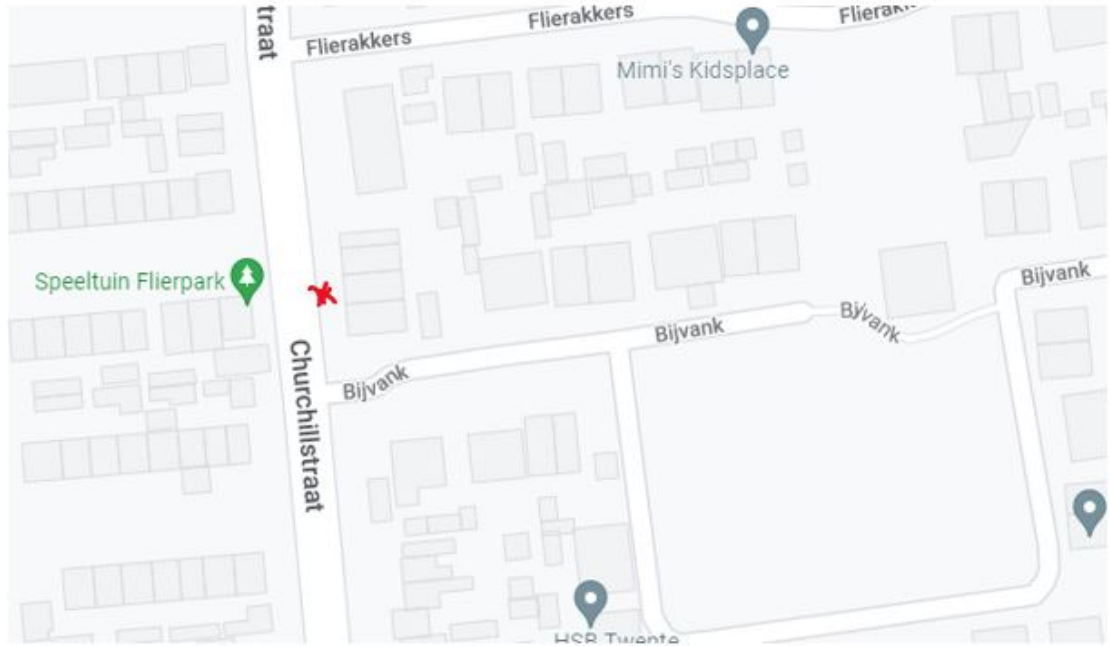 traat
Flierakkers
Flierakkers
Mimi's Kidsplace
Speeltuin Flierpark
Bijvank
Bijvank
Bijvank
Bijvank
Churchillstraat
HSB Twente